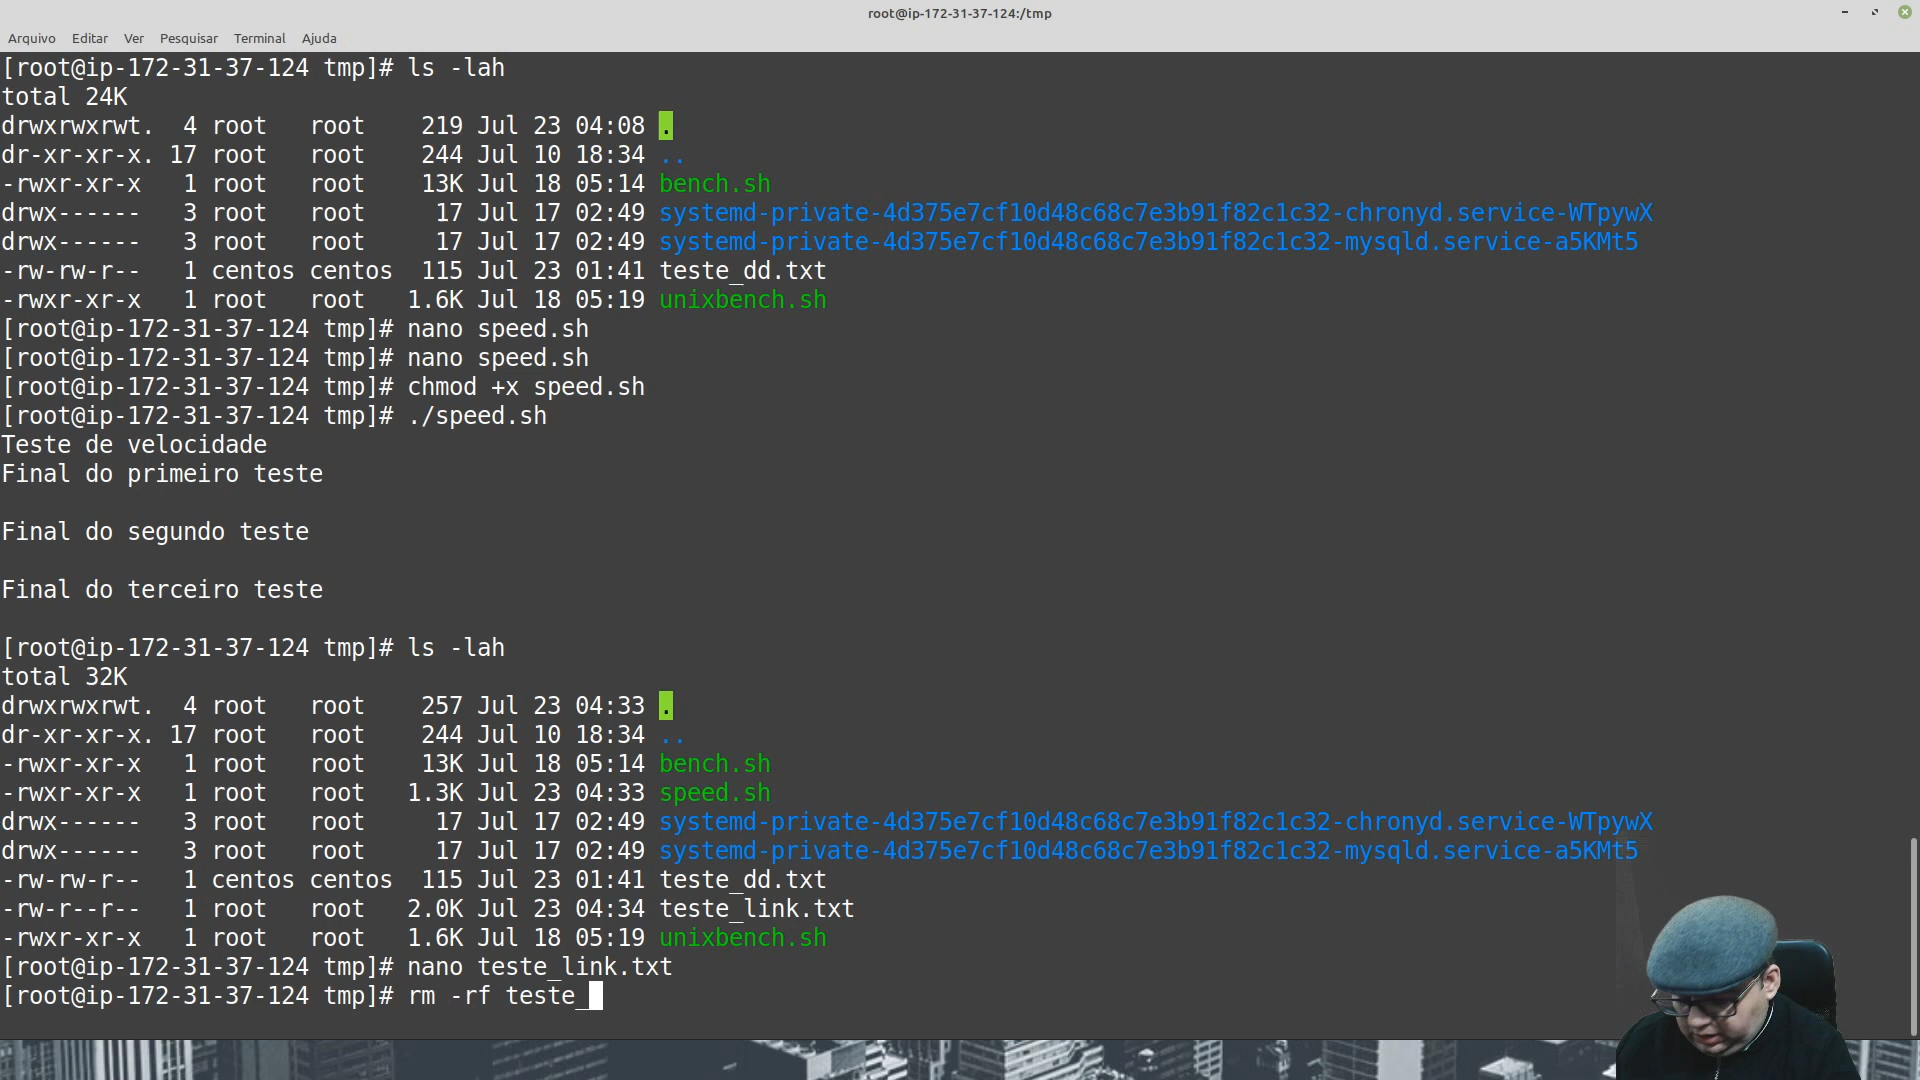 root@ip-172-31-37-124:/tmp
Arquivo Editar Ver Pesquisar Terminal Ajuda
[root@ip-172-31-37-124 tmp]# ls -lah
total 24K
drwxrwxrwt.  4 root   root    219 Jul 23 04:08 .
dr-xr-xr-x. 17 root   root    244 Jul 10 18:34 ..
-rwxr-xr-x   1 root   root    13K Jul 18 05:14 bench.sh
drwx------   3 root   root     17 Jul 17 02:49 systemd-private-4d375e7cf10d48c68c7e3b91f82c1c32-chronyd.service-WTpywX
drwx------   3 root   root     17 Jul 17 02:49 systemd-private-4d375e7cf10d48c68c7e3b91f82c1c32-mysqld.service-a5KMt5
-rw-rw-r--   1 centos centos  115 Jul 23 01:41 teste_dd.txt
-rwxr-xr-x   1 root   root   1.6K Jul 18 05:19 unixbench.sh
[root@ip-172-31-37-124 tmp]# nano speed.sh
[root@ip-172-31-37-124 tmp]# nano speed.sh
[root@ip-172-31-37-124 tmp]# chmod +x speed.sh
[root@ip-172-31-37-124 tmp]# ./speed.sh
Teste de velocidade
Final do primeiro teste
Final do segundo teste
Final do terceiro teste
[root@ip-172-31-37-124 tmp]# ls -lah
total 32K
drwxrwxrwt.  4 root   root    257 Jul 23 04:33 .
dr-xr-xr-x. 17 root   root    244 Jul 10 18:34 ..
-rwxr-xr-x   1 root   root    13K Jul 18 05:14 bench.sh
-rwxr-xr-x   1 root   root   1.3K Jul 23 04:33 speed.sh
drwx------   3 root   root     17 Jul 17 02:49 systemd-private-4d375e7cf10d48c68c7e3b91f82c1c32-chronyd.service-WTpywX
drwx------   3 root   root     17 Jul 17 02:49 systemd-private-4d375e7cf10d48c68c7e3b91f82c1c32-mysqld.service-a5KMt5
-rw-rw-r--   1 centos centos  115 Jul 23 01:41 teste_dd.txt
-rw-r--r--   1 root   root   2.0K Jul 23 04:34 teste_link.txt
-rwxr-xr-x   1 root   root   1.6K Jul 18 05:19 unixbench.sh
[root@ip-172-31-37-124 tmp]# nano teste_link.txt
[root@ip-172-31-37-124 tmp]# rm -rf teste_